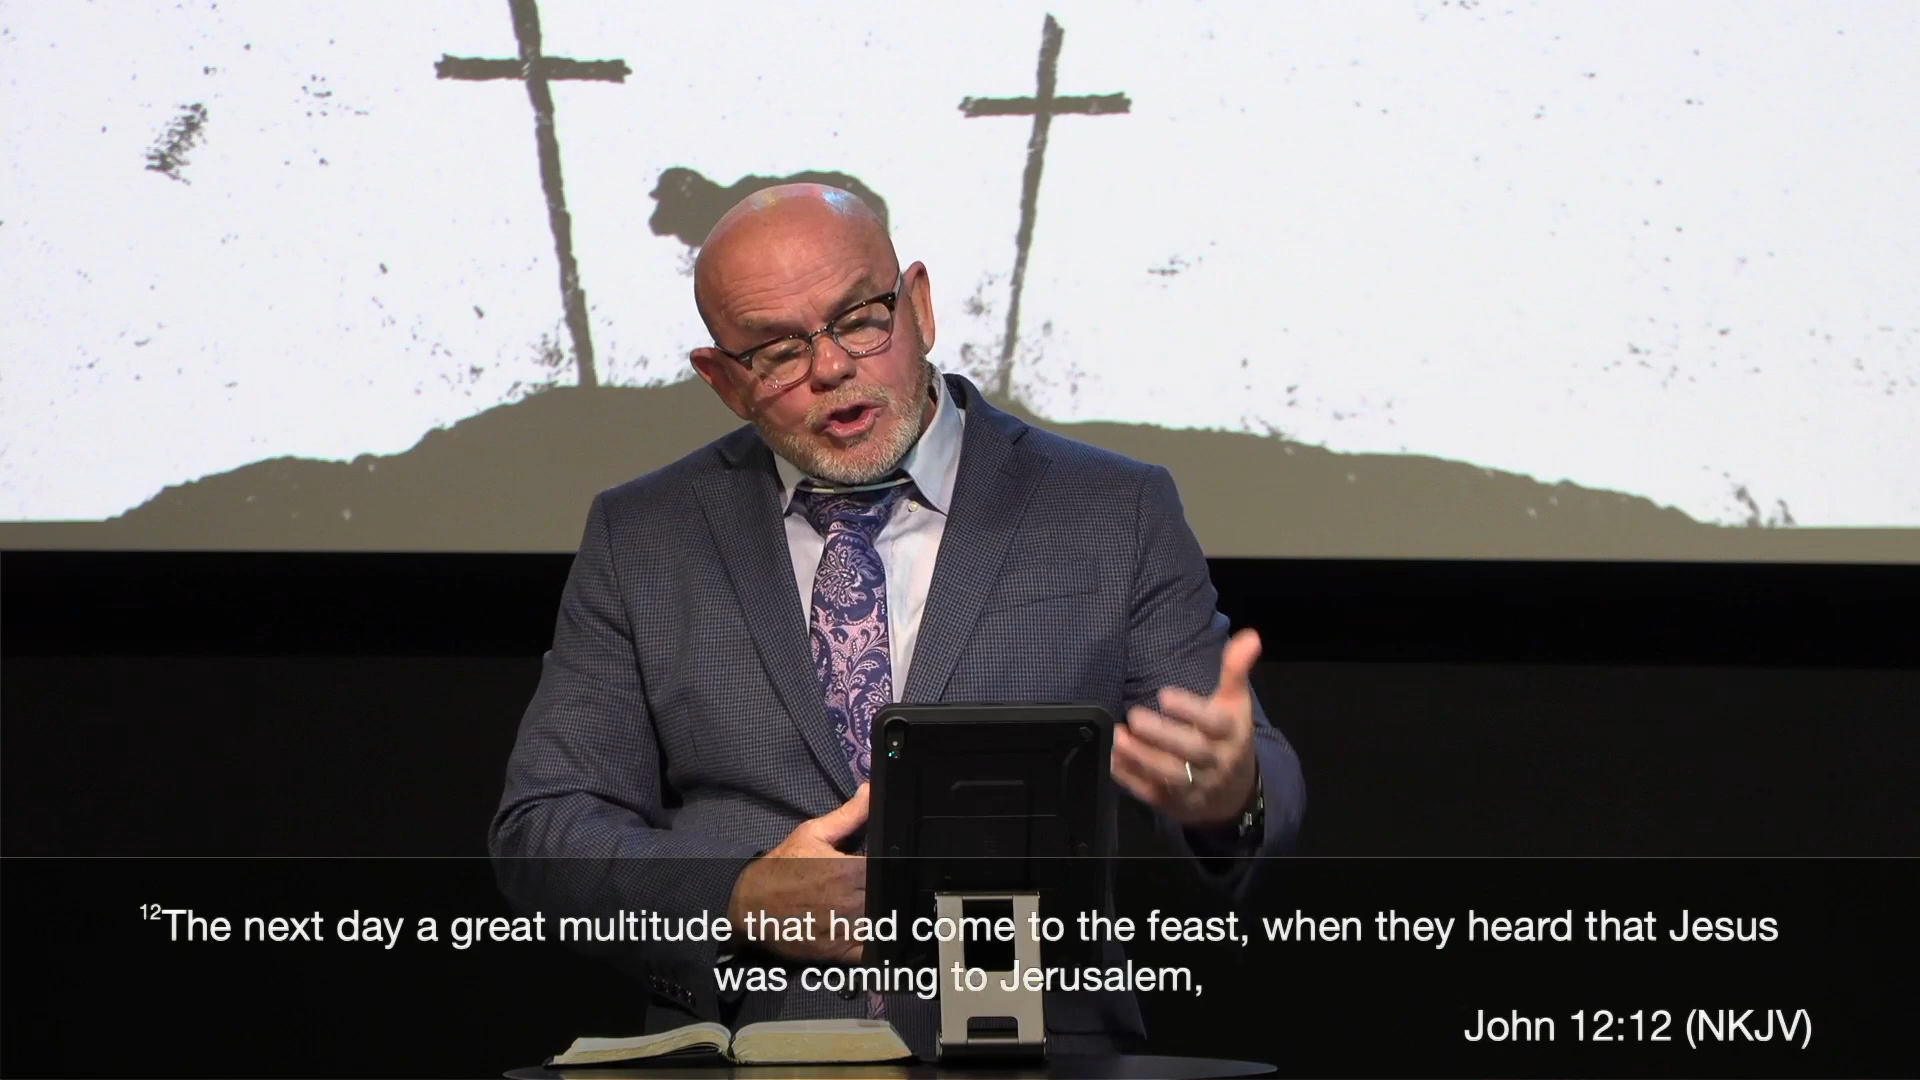 12The next day a great multitude that had come to the feast, when they heard that Jesus
was coming to Jerusalem,
John 12:12 (NKJV)